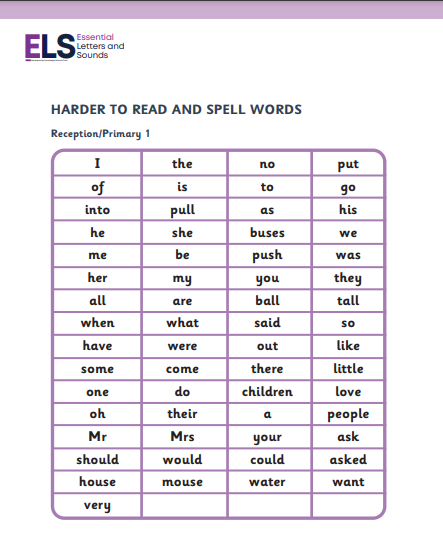 ELS Essential
Letters and
Sounds
HARDER TO READ AND SPELL WORDS
Reception/Primary 1
I the no put
of is to go
into pull as his
he she buses we
me be push was
her my you they
all are ball tall
when what said so
have were out like
some come there little
one do children love
oh their a people
Mr Mrs your ask
should would could asked
house mouse water want
very